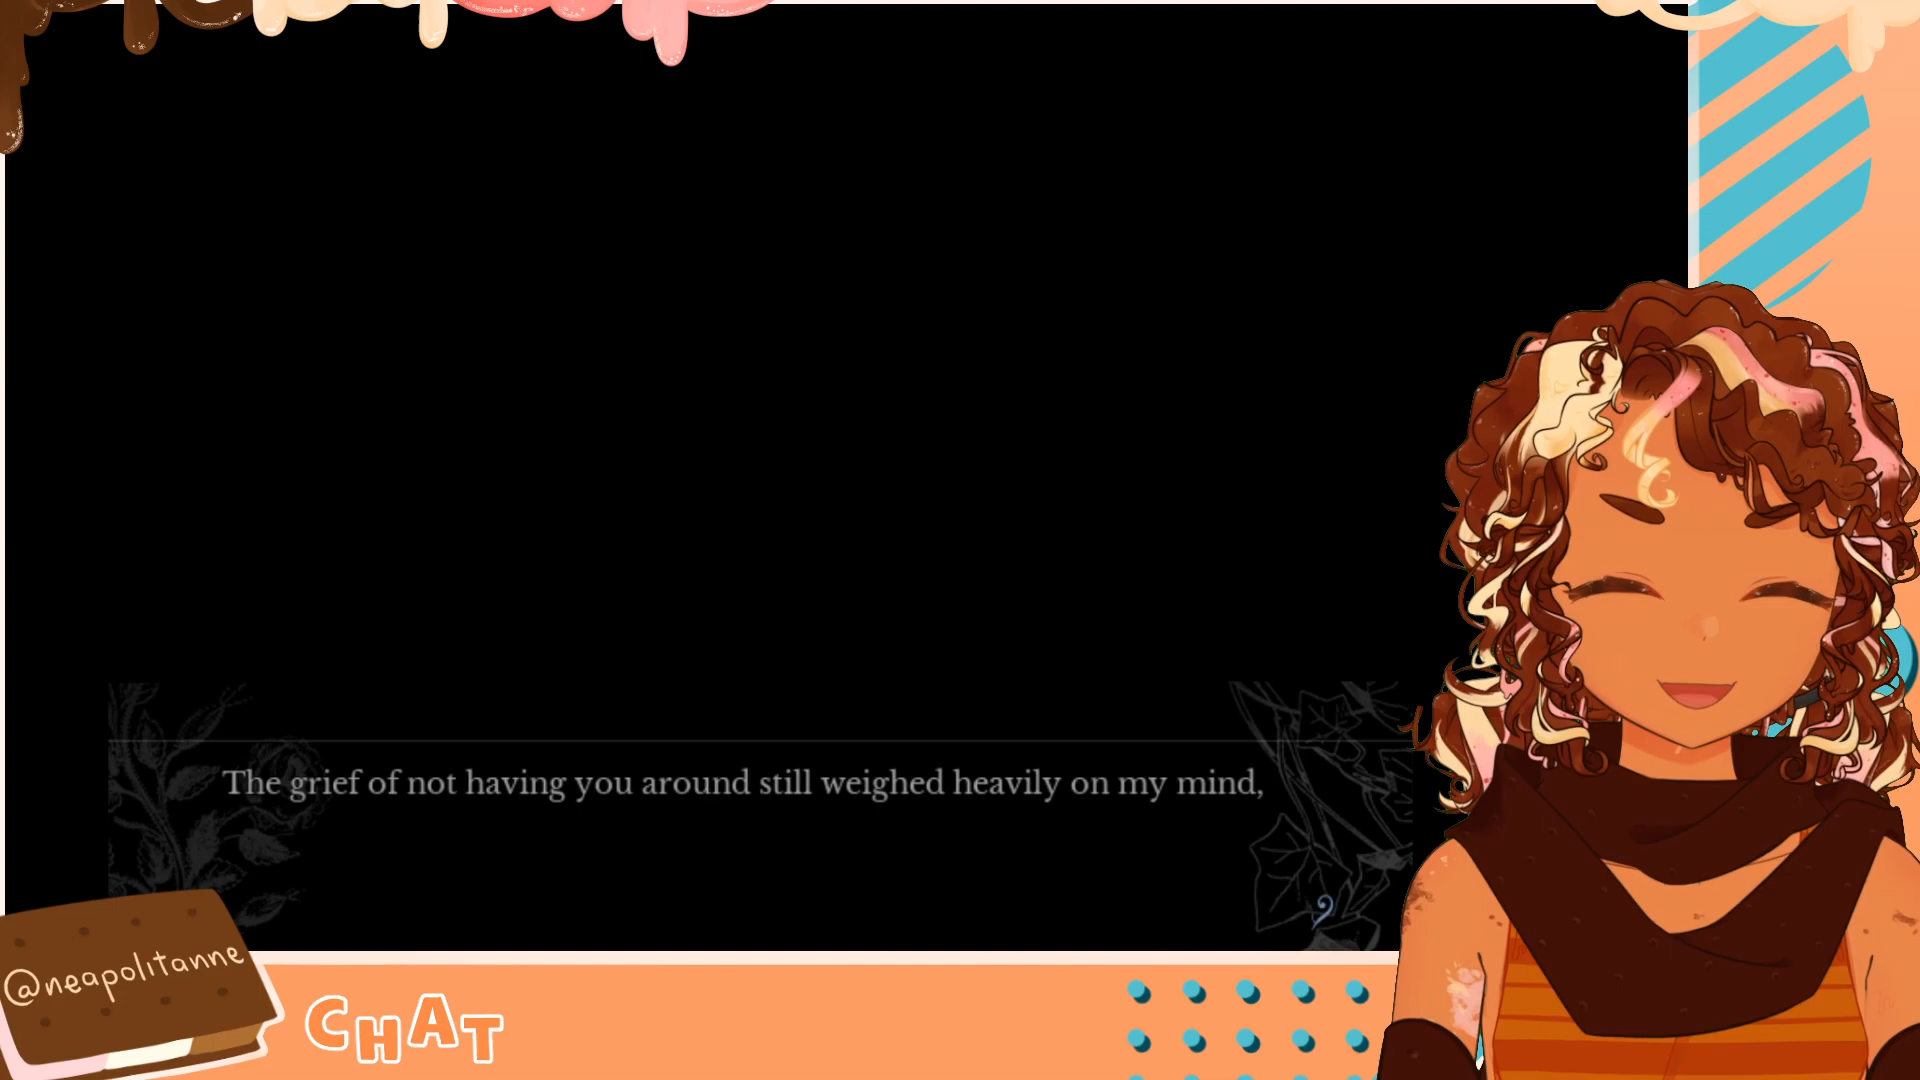 The grief of not having you around still weighed heavily on my mind,
@neapolitanne
CHAT